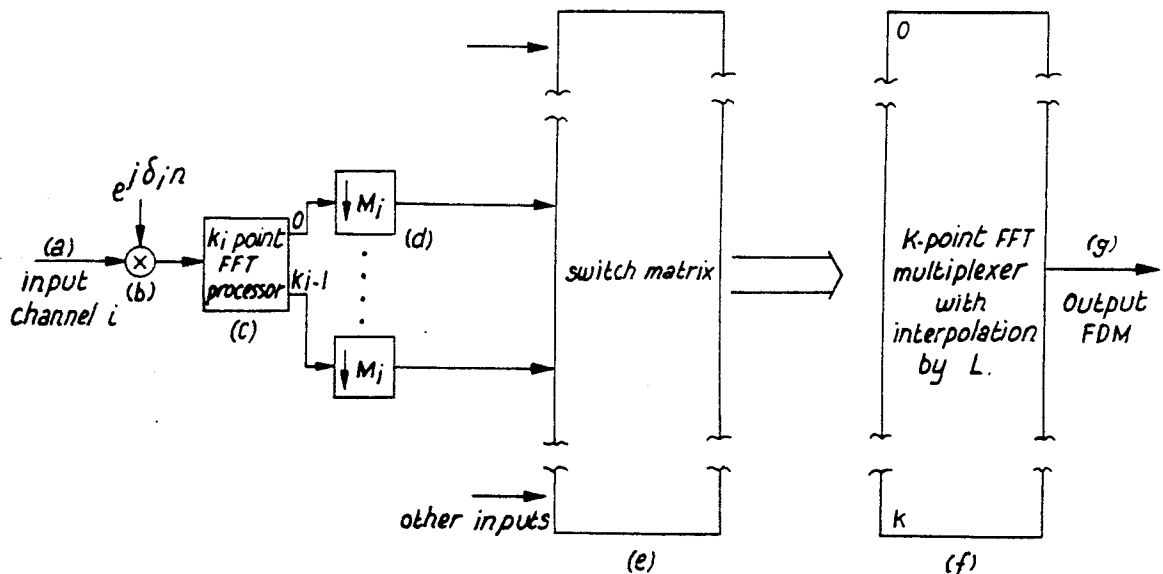 e^jδ_i n
(a)
input
channel i
(b)
k_i point
FFT
processor
(c)
0
k_i-1
↓ M_i
(d)
↓ M_i
other inputs
switch matrix
(e)
0
K-point FFT
multiplexer
with
interpolation
by L.
k
(f)
(g)
Output
FDM